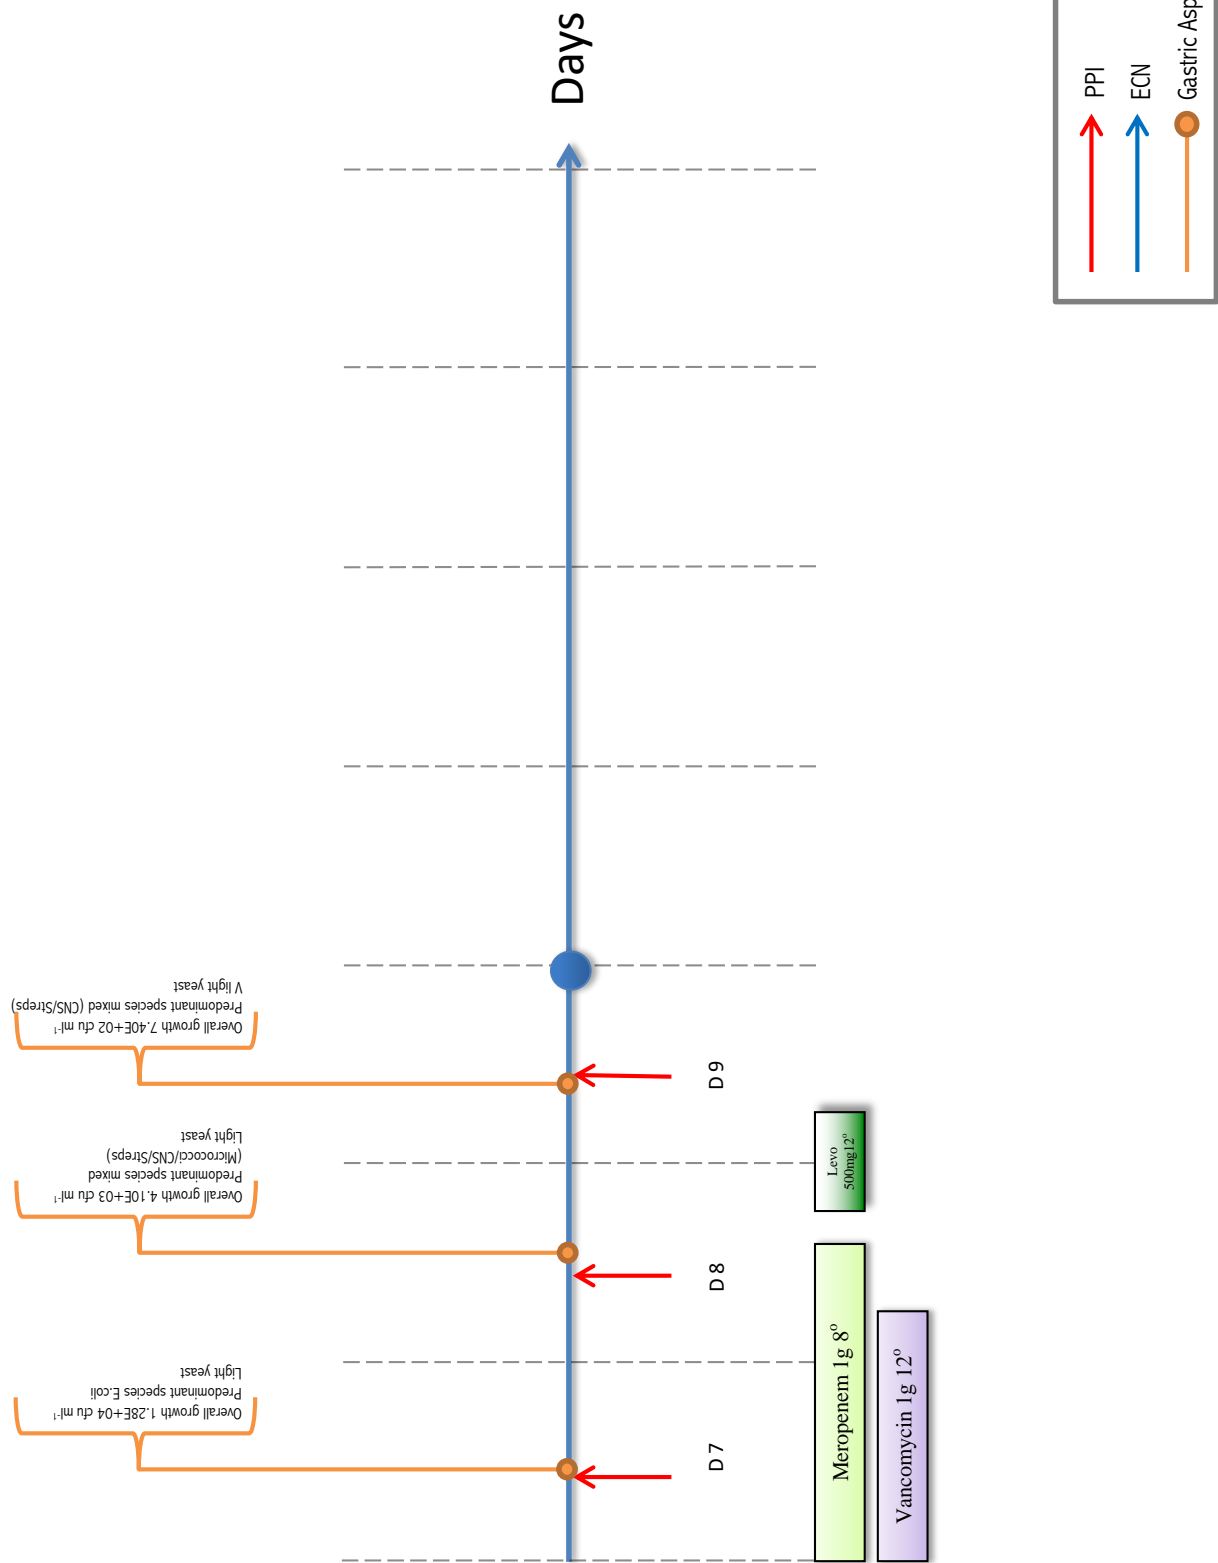 Overall growth 1.28E+04 cfu ml-1
Predominant species E.coli
Light yeast
Overall growth 4.10E+03 cfu ml-1
Predominant species mixed
(Micrococci/CNS/Streps)
Light yeast
Overall growth 7.40E+02 cfu ml-1
Predominant species mixed (CNS/Streps)
V light yeast
Days
D 7
D 8
D 9
Meropenem 1g 8°
Vancomycin 1g 12°
Levo
500mg12°
PPI
ECN
Gastric Asp